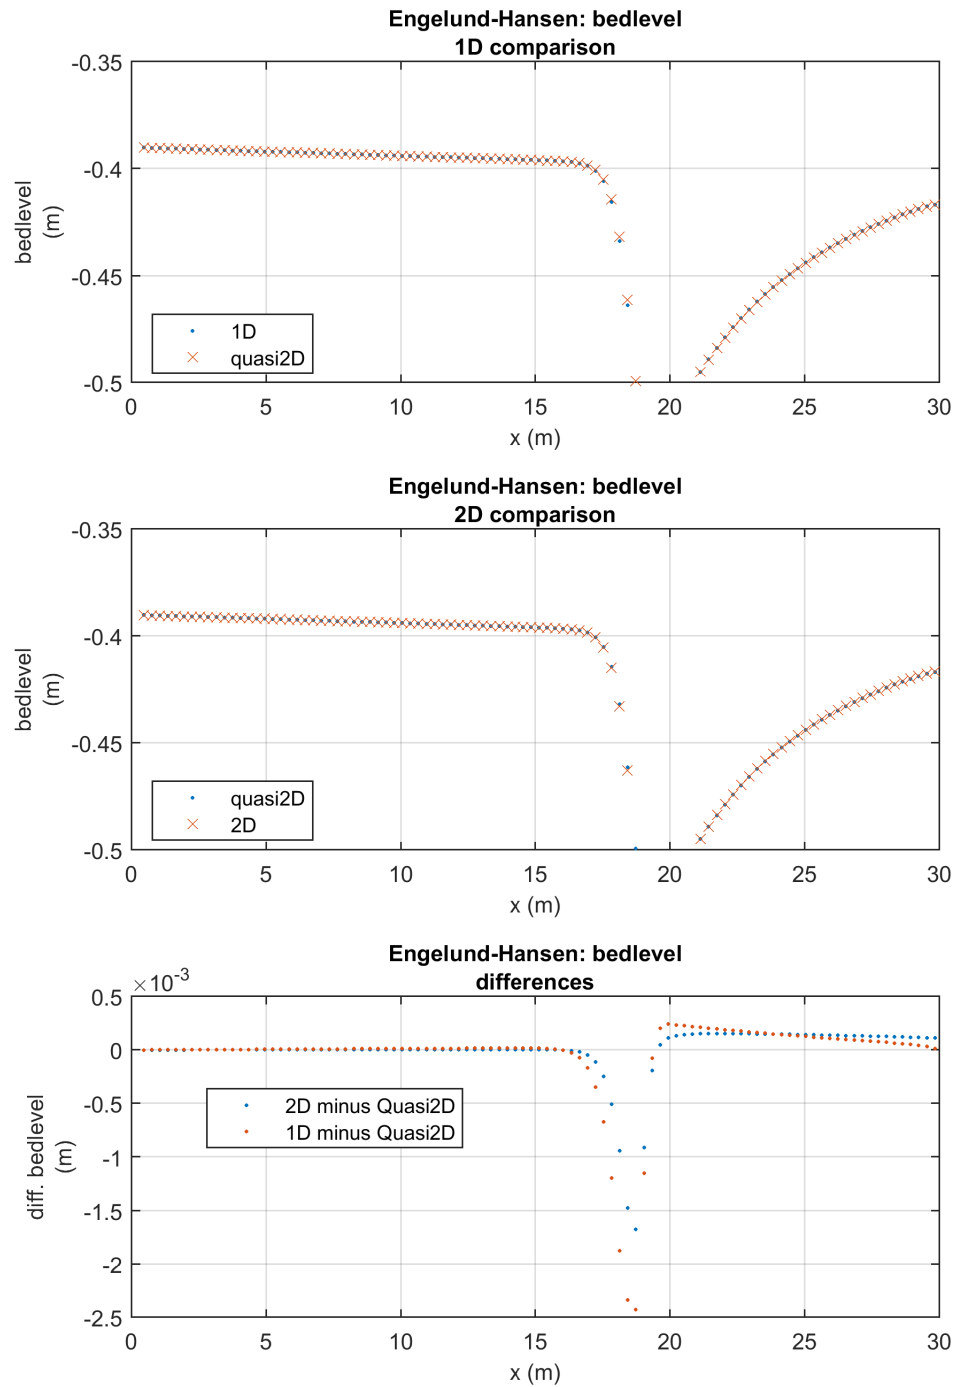 Engelund-Hansen: bedlevel
1D comparison
-0.35
-0.4
-0.45
-0.5
bedlevel
(m)
1D
quasi2D
0 5 10 15 20 25 30
x (m)
Engelund-Hansen: bedlevel
2D comparison
-0.35
-0.4
-0.45
-0.5
bedlevel
(m)
quasi2D
2D
0 5 10 15 20 25 30
x (m)
Engelund-Hansen: bedlevel
differences
×10-3
0.5
0
-0.5
-1
-1.5
-2
-2.5
diff. bedlevel
(m)
2D minus Quasi2D
1D minus Quasi2D
0 5 10 15 20 25 30
x (m)